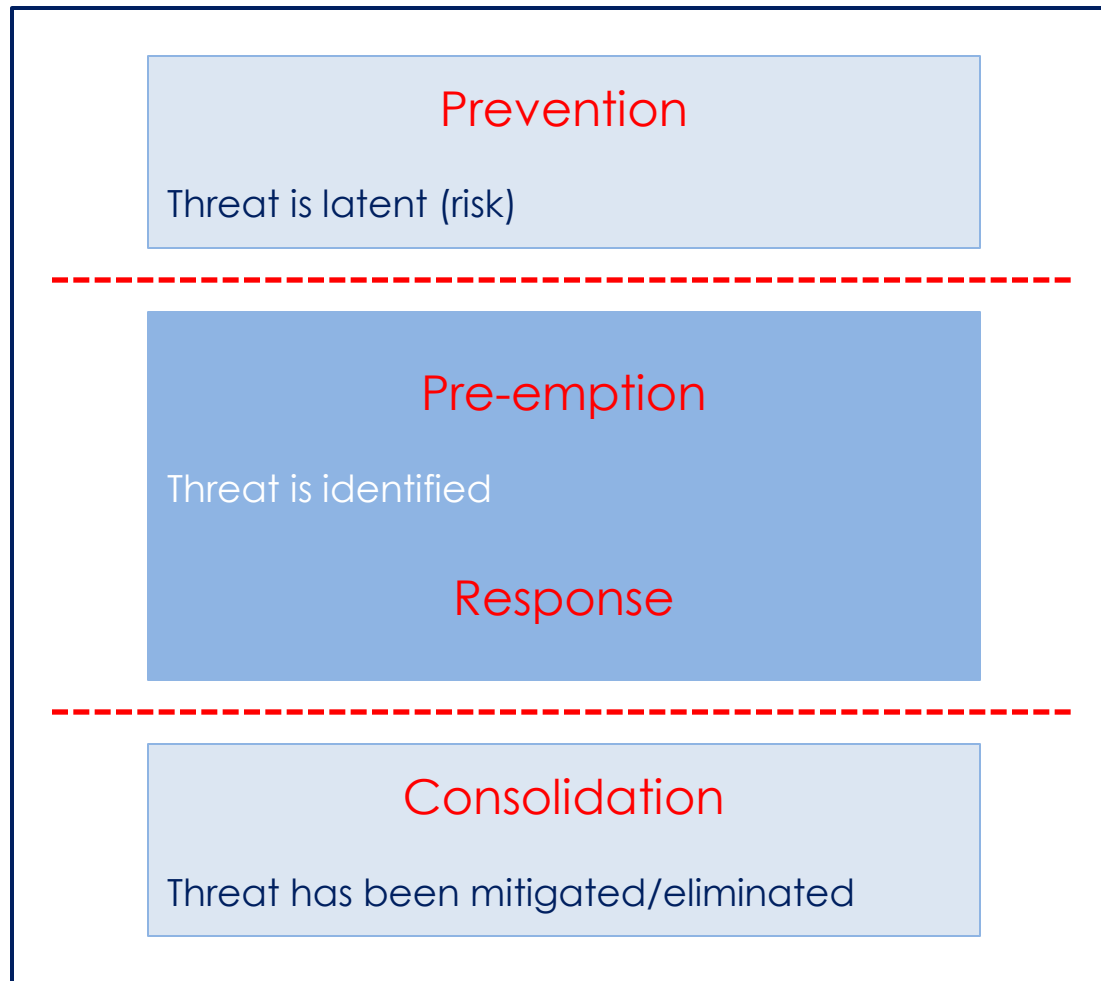 Prevention
Threat is latent (risk)
Pre-emption
Threat is identified
Response
Consolidation
Threat has been mitigated/eliminated